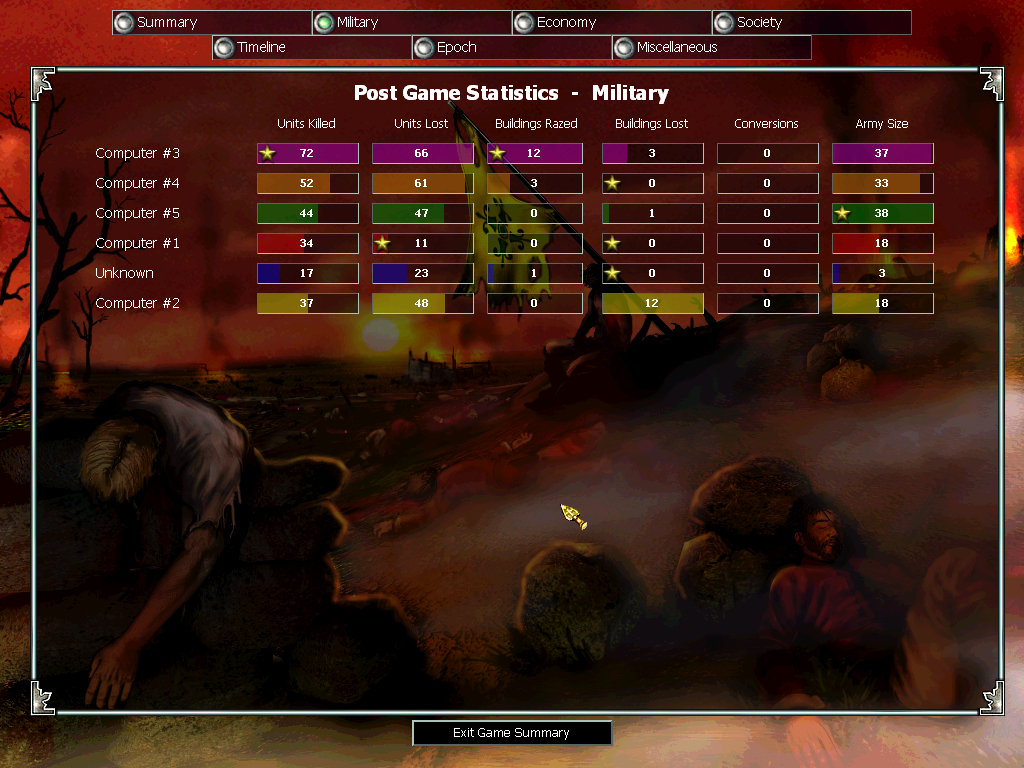 Summary Military Economy Society
Timeline Epoch Miscellaneous
Post Game Statistics - Military
Units Killed Units Lost Buildings Razed Buildings Lost Conversions Army Size
Computer #3 72 66 12 3 0 37
Computer #4 52 61 3 0 0 33
Computer #5 44 47 0 1 0 38
Computer #1 34 11 0 0 0 18
Unknown 17 23 1 0 0 3
Computer #2 37 48 0 12 0 18
Exit Game Summary